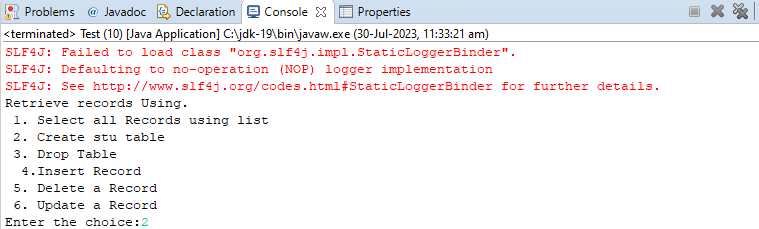 Problems @ Javadoc Declaration Console Properties
<terminated> Test (10) [Java Application] C:\jdk-19\bin\javaw.exe (30-Jul-2023, 11:33:21 am)
SLF4J: Failed to load class "org.slf4j.impl.StaticLoggerBinder".
SLF4J: Defaulting to no-operation (NOP) logger implementation
SLF4J: See http://www.slf4j.org/codes.html#StaticLoggerBinder for further details.
Retrieve records Using.
 1. Select all Records using list
 2. Create stu table
 3. Drop Table
  4.Insert Record
 5. Delete a Record
 6. Update a Record
Enter the choice:2